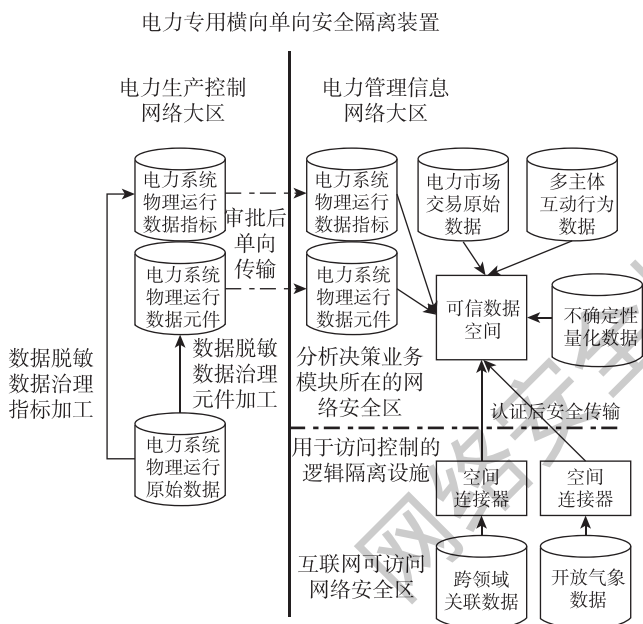 电力专用横向单向安全隔离装置
电力生产控制
网络大区
电力管理信息
网络大区
电力系统
物理运行
数据指标
审批后
单向
传输
电力系统
物理运行
数据指标
电力市场
交易原始
数据
多主体
互动行为
数据
电力系统
物理运行
数据元件
电力系统
物理运行
数据元件
可信数据
空间
不确定性
量化数据
数据脱敏
数据治理
指标加工
数据脱敏
数据治理
元件加工
分析决策业务
模块所在的网
络安全区
认证后安全传输
电力系统
物理运行
原始数据
用于访问控制的
逻辑隔离设施
空间
连接器
空间
连接器
互联网可访问
网络安全区
跨领域
关联数据
开放气象
数据
网络安全